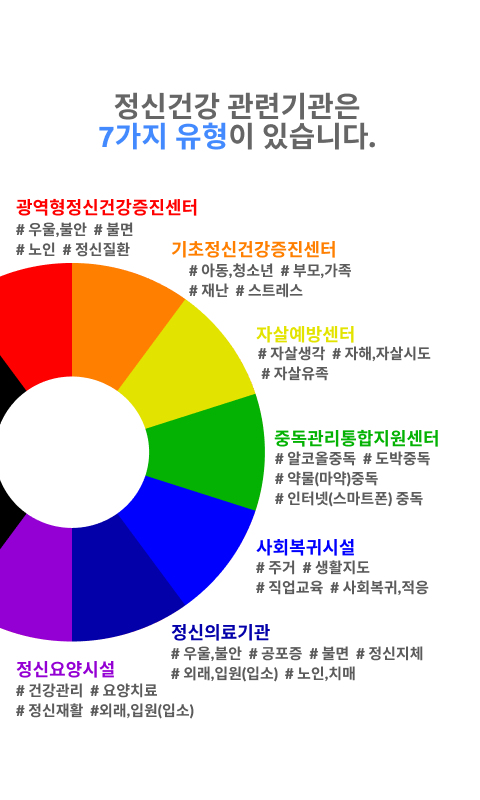 정신건강 관련기관은
7가지 유형이 있습니다.
광역형정신건강증진센터
# 우울,불안 # 불면
# 노인 # 정신질환
기초정신건강증진센터
# 아동,청소년 # 부모,가족
# 재난 # 스트레스
자살예방센터
# 자살생각 # 자해,자살시도
# 자살유족
중독관리통합지원센터
# 알코올중독 # 도박중독
# 약물(마약)중독
# 인터넷(스마트폰) 중독
사회복귀시설
# 주거 # 생활지도
# 직업교육 # 사회복귀,적응
정신의료기관
# 우울,불안 # 공포증 # 불면 # 정신지체
# 외래,입원(입소) # 노인,치매
정신요양시설
# 건강관리 # 요양치료
# 정신재활 #외래,입원(입소)